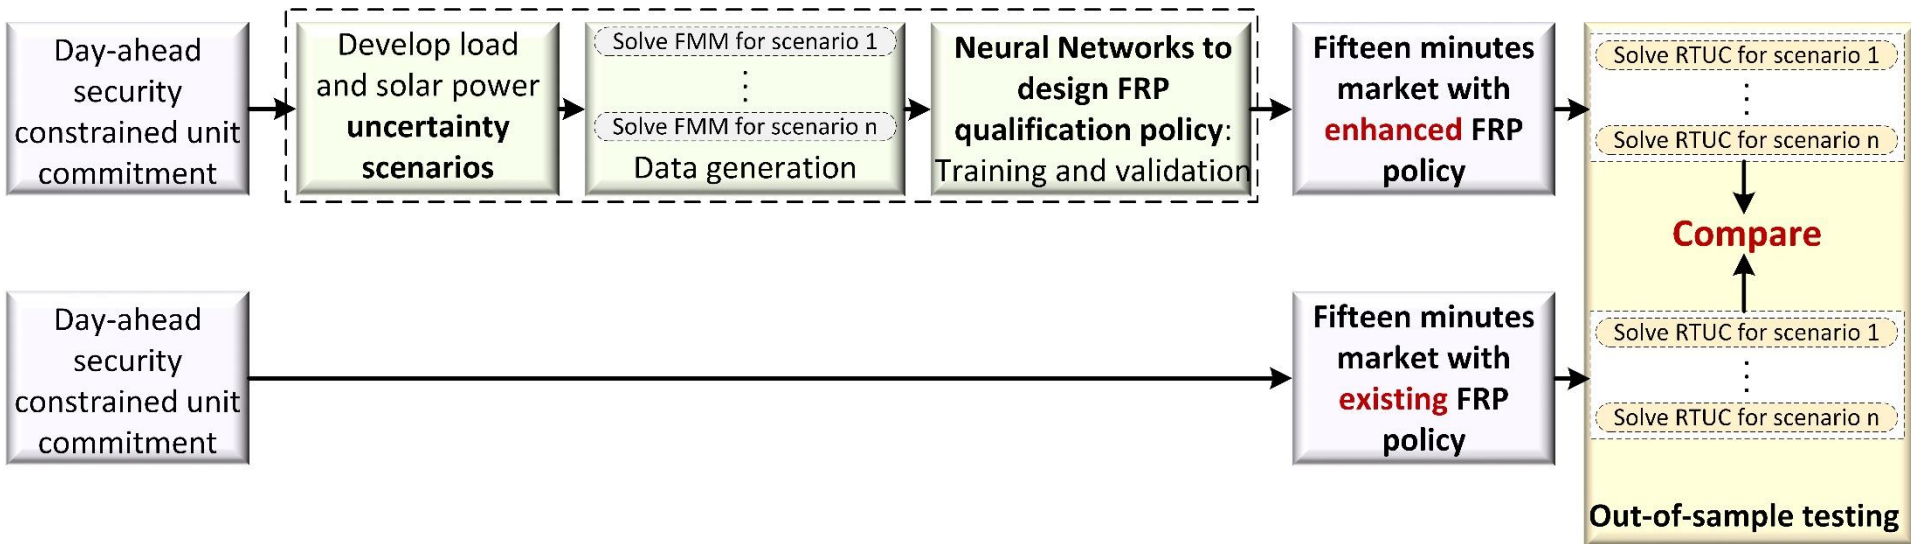 Day-ahead
security
constrained unit
commitment
Develop load
and solar power
uncertainty
scenarios
Solve FMM for scenario 1
Solve FMM for scenario n
Data generation
Neural Networks to
design FRP
qualification policy:
Training and validation
Fifteen minutes
market with
enhanced FRP
policy
Solve RTUC for scenario 1
Solve RTUC for scenario n
Compare
Day-ahead
security
constrained unit
commitment
Fifteen minutes
market with
existing FRP
policy
Solve RTUC for scenario 1
Solve RTUC for scenario n
Out-of-sample testing